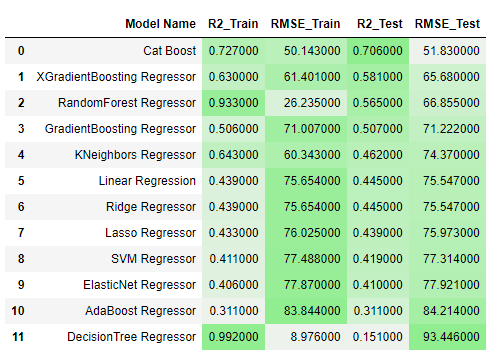 Model Name R2_Train RMSE_Train R2_Test RMSE_Test
0 Cat Boost 0.727000 50.143000 0.706000 51.830000
1 XGradientBoosting Regressor 0.630000 61.401000 0.581000 65.680000
2 RandomForest Regressor 0.933000 26.235000 0.565000 66.855000
3 GradientBoosting Regressor 0.506000 71.007000 0.507000 71.222000
4 KNeighbors Regressor 0.643000 60.343000 0.462000 74.370000
5 Linear Regression 0.439000 75.654000 0.445000 75.547000
6 Ridge Regressor 0.439000 75.654000 0.445000 75.547000
7 Lasso Regressor 0.433000 76.025000 0.439000 75.973000
8 SVM Regressor 0.411000 77.488000 0.419000 77.314000
9 ElasticNet Regressor 0.406000 77.870000 0.410000 77.921000
10 AdaBoost Regressor 0.311000 83.844000 0.311000 84.214000
11 DecisionTree Regressor 0.992000 8.976000 0.151000 93.446000